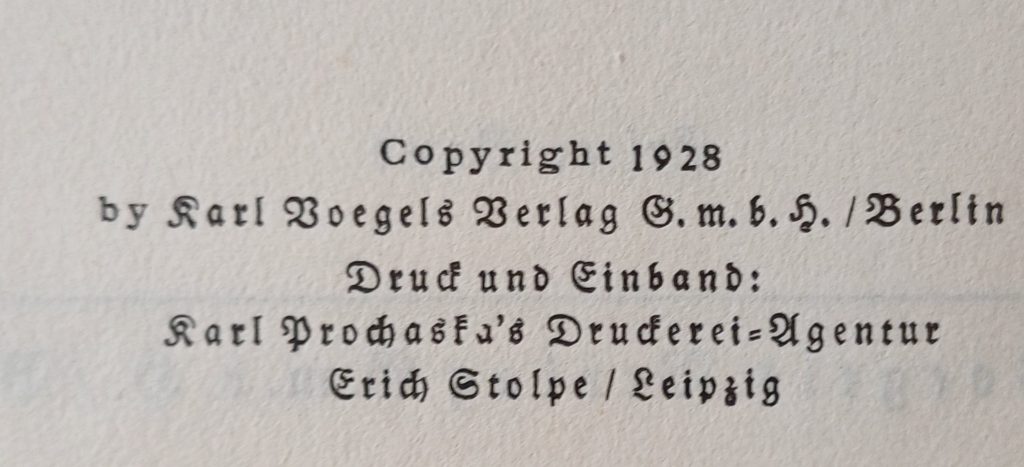 Copyright 1928
by Karl Voegels Verlag G. m. b. H. / Berlin
Druck und Einband:
Karl Prochaska's Druckerei=Agentur
Erich Stolpe / Leipzig